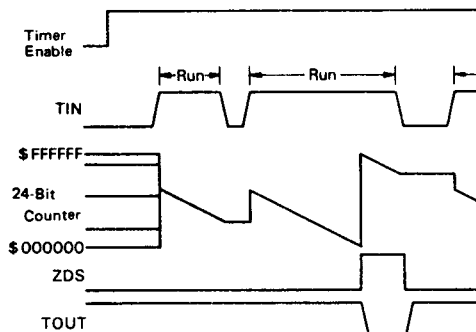 Timer
Enable
Run
Run
TIN
$FFFFFF
24-Bit
Counter
$000000
ZDS
TOUT